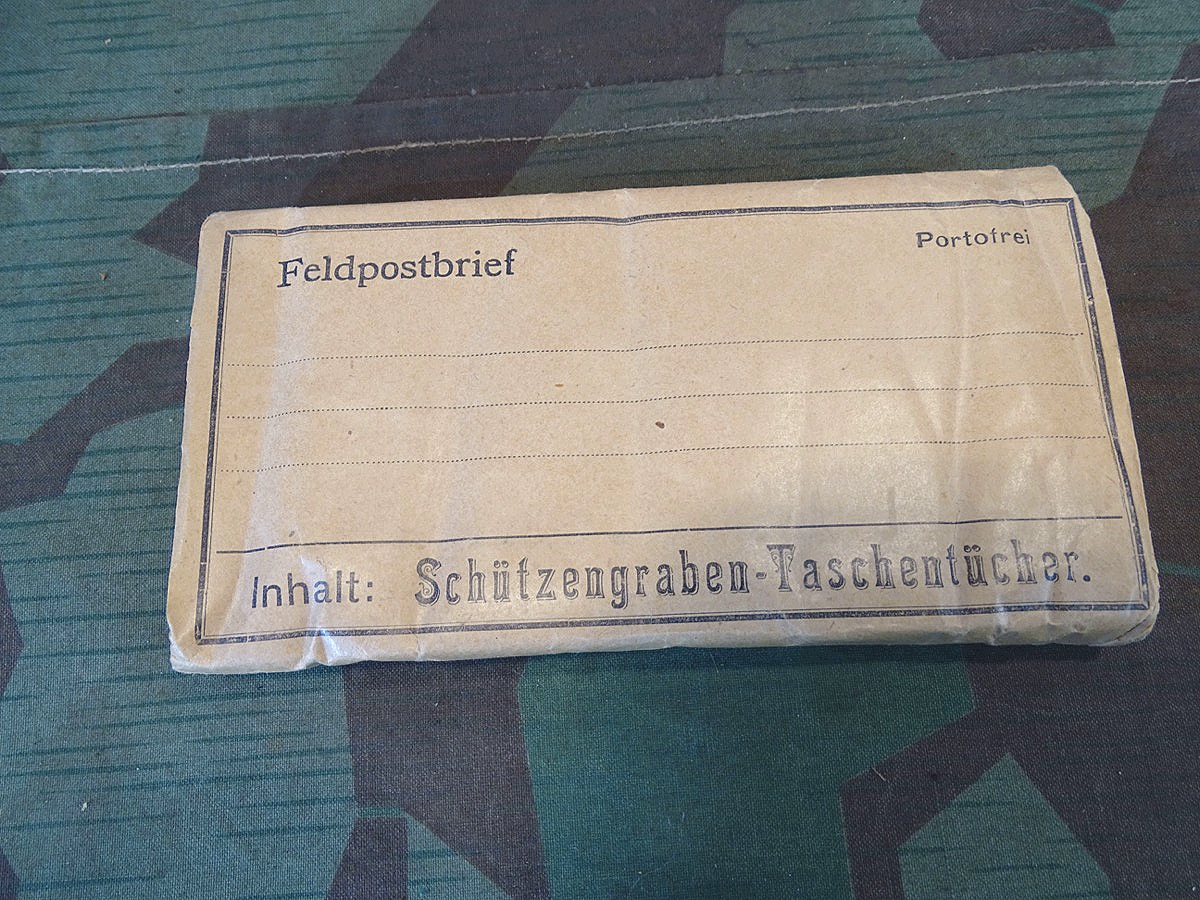 Feldpostbrief
Portofrei
Inhalt: Schützengraben-Taschentücher.